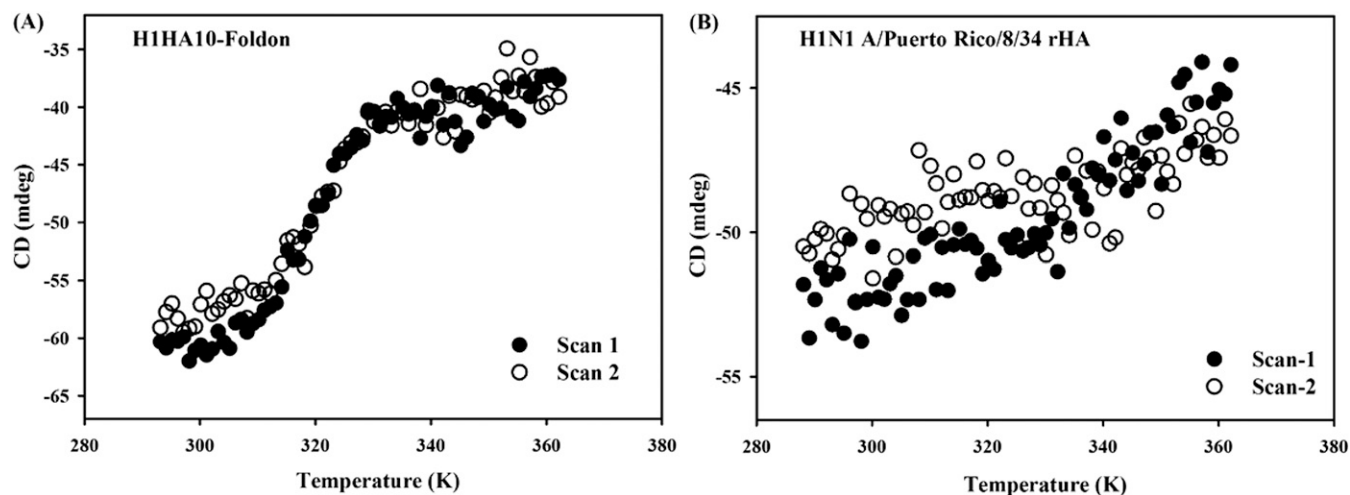 (A)
H1HA10-Foldon
CD (mdeg)
-35
-40
-45
-50
-55
-60
-65
Scan 1
Scan 2
280
300
320
340
360
380
Temperature (K)
(B)
H1N1 A/Puerto Rico/8/34 rHA
CD (mdeg)
-45
-50
-55
Scan-1
Scan-2
280
300
320
340
360
380
Temperature (K)